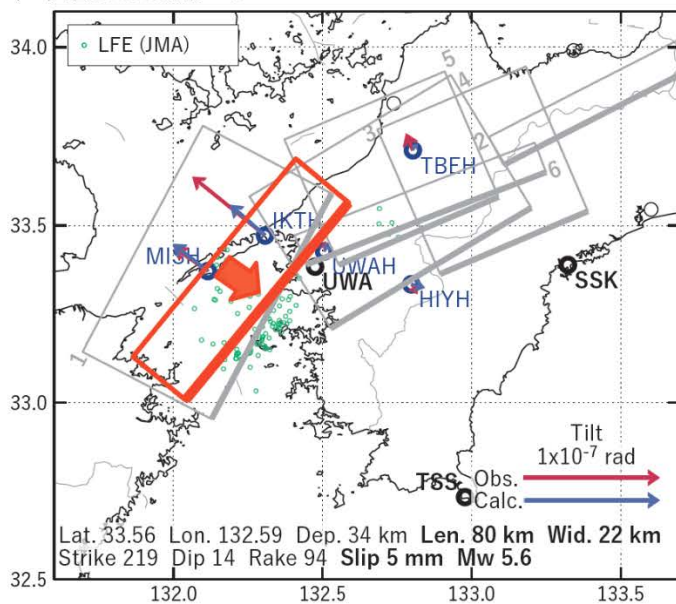 34.0
LFE (JMA)
5
4
3
2
6
TBEH
33.5
IKTH
MISH
UWAH
UWA
SSK
HIYH
1
33.0
Tilt
1x10-7 rad
TSS
Obs.
Calc.
Lat. 33.56 Lon. 132.59 Dep. 34 km Len. 80 km Wid. 22 km
Strike 219 Dip 14 Rake 94 Slip 5 mm Mw 5.6
32.5
132.0 132.5 133.0 133.5